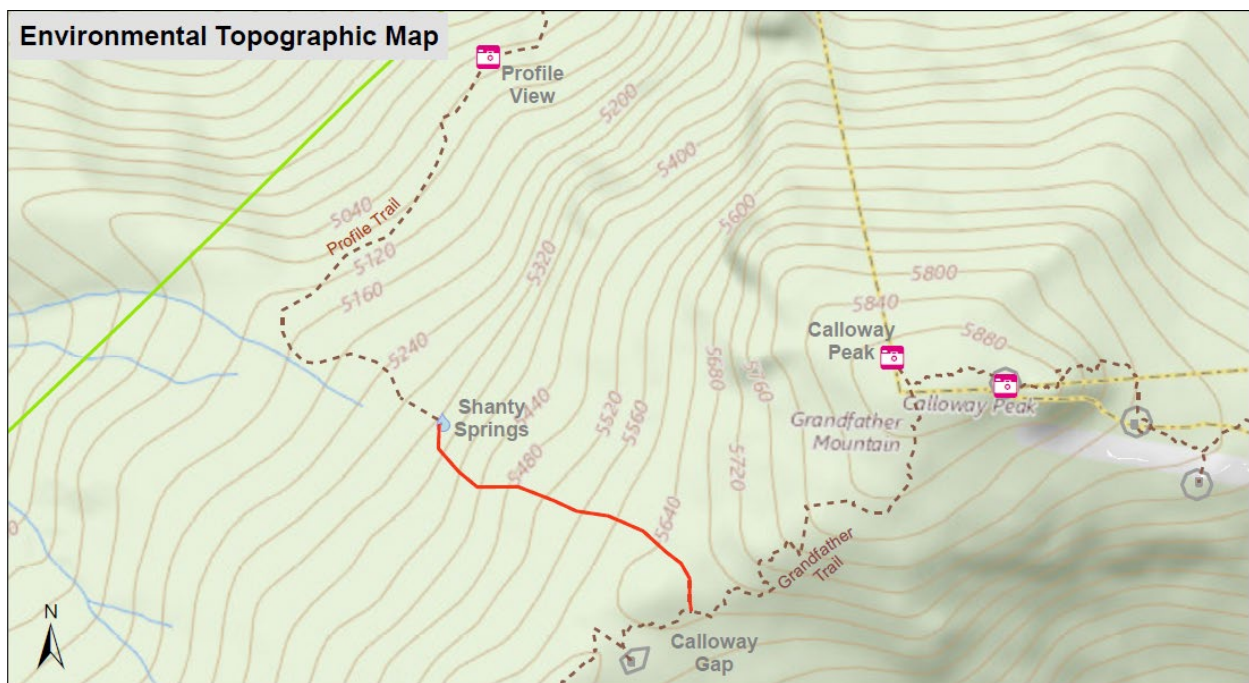 Environmental Topographic Map
Profile
View
5200
5400
5040
Profile Trail
5600
5120
5320
5160
5800
5840
5240
Calloway
Peak
5880
5680
5760
Shanty
Springs
5440
5520
5560
Calloway Peak
Grandfather
Mountain
5480
5720
5640
Grandfather
Trail
Calloway
Gap
N